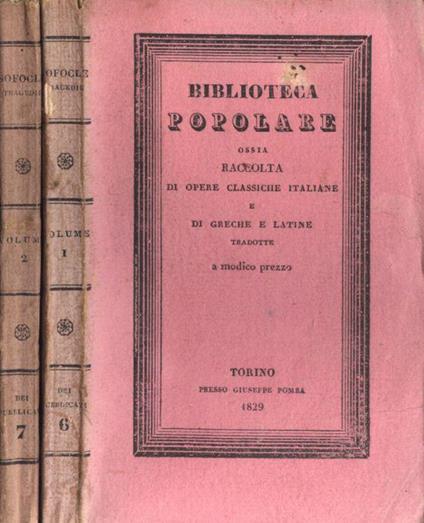 SOFOCLE
TRAGEDIE
VOLUME
2
DEI
PUBBLICATI
7
SOFOCLE
TRAGEDIE
VOLUME
1
DEI
PUBBLICATI
6
BIBLIOTECA
POPOLARE
OSSIA
RACCOLTA
DI OPERE CLASSICHE ITALIANE
E
DI GRECHE E LATINE
TRADOTTE
a modico prezzo
TORINO
PRESSO GIUSEPPE POMBA
1829